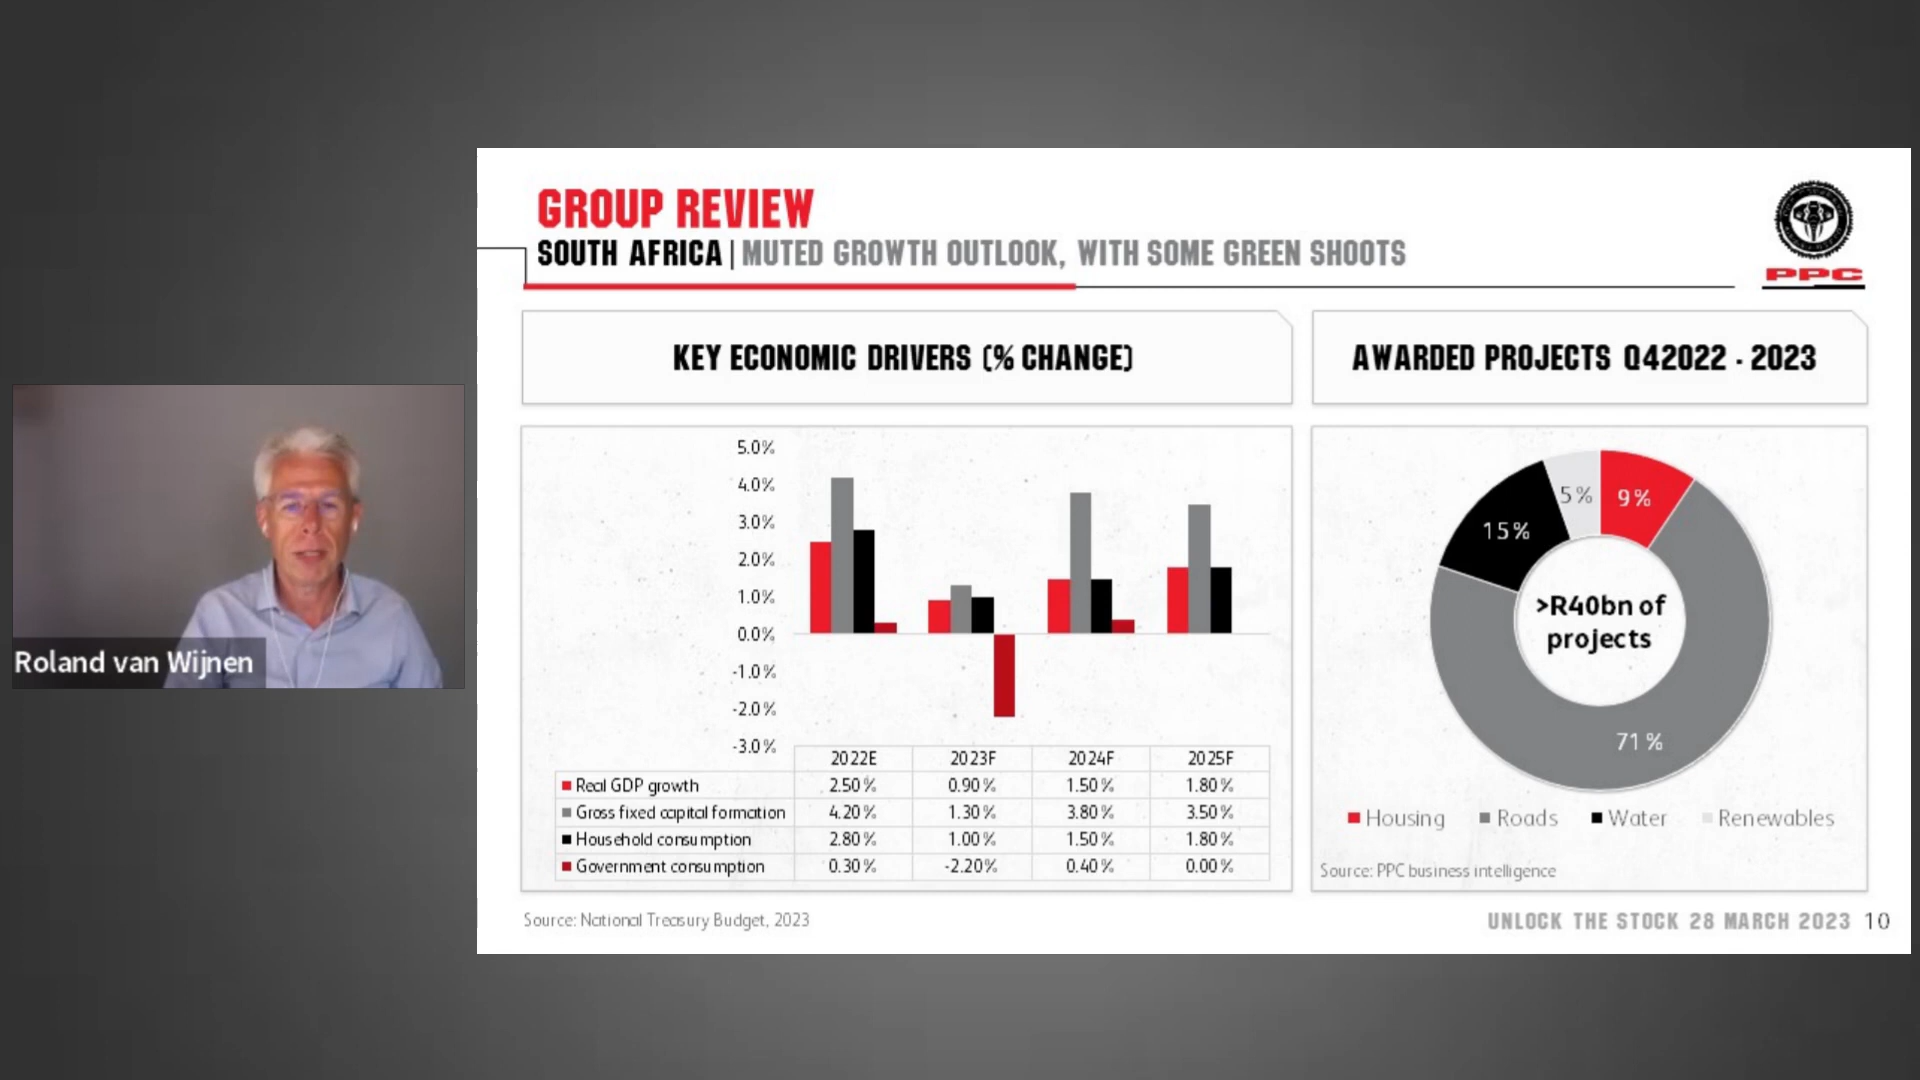 GROUP REVIEW
SOUTH AFRICA | MUTED GROWTH OUTLOOK, WITH SOME GREEN SHOOTS
PPC
KEY ECONOMIC DRIVERS (% CHANGE)
AWARDED PROJECTS Q42022 - 2023
5.0%
4.0%
3.0%
2.0%
1.0%
0.0%
-1.0%
-2.0%
-3.0%
2022E 2023F 2024F 2025F
Real GDP growth 2.50% 0.90% 1.50% 1.80%
Gross fixed capital formation 4.20% 1.30% 3.80% 3.50%
Household consumption 2.80% 1.00% 1.50% 1.80%
Government consumption 0.30% -2.20% 0.40% 0.00%
5% 9%
15%
>R40bn of
projects
71%
Housing Roads Water Renewables
Source: PPC business intelligence
Source: National Treasury Budget, 2023
UNLOCK THE STOCK 28 MARCH 2023 10
Roland van Wijnen